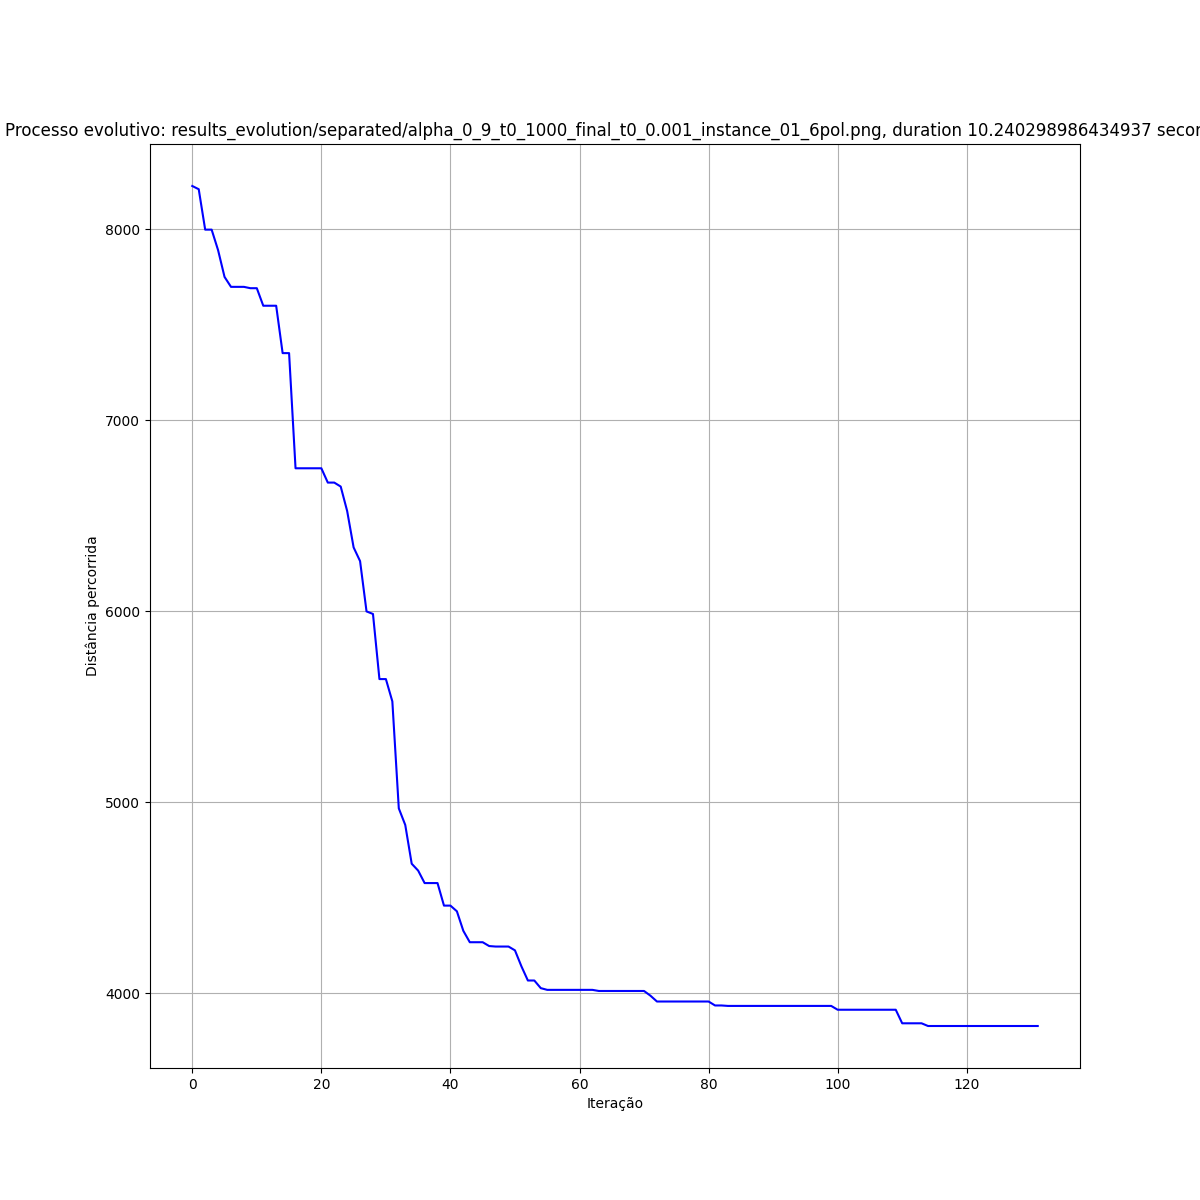 Processo evolutivo: results_evolution/separated/alpha_0_9_t0_1000_final_t0_0.001_instance_01_6pol.png, duration 10.240298986434937
8000
7000
6000
5000
4000
Distância percorrida
0 20 40 60 80 100 120
Iteração